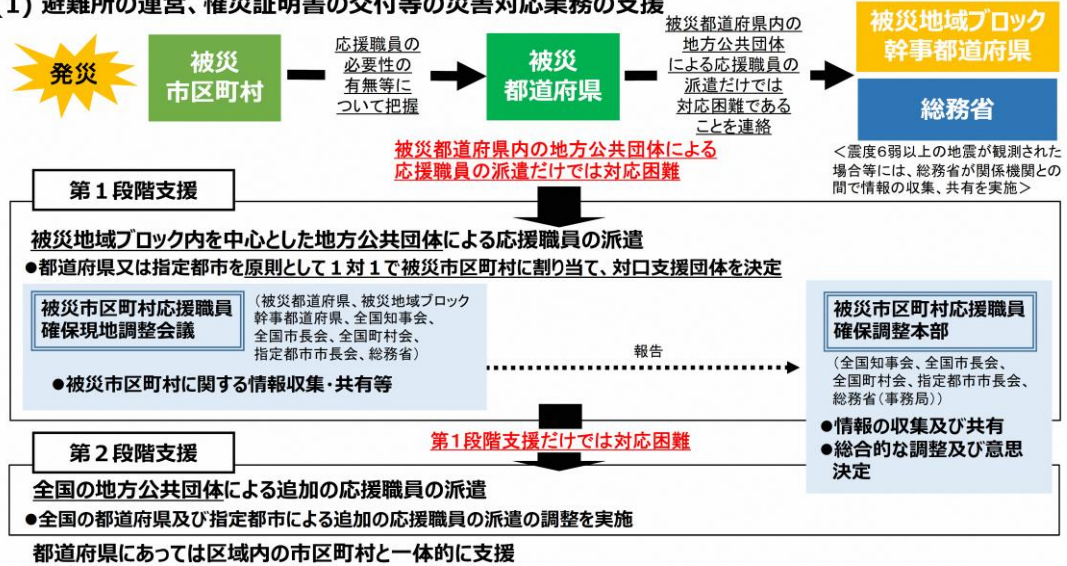 (1) 避難所の運営、罹災証明書の交付等の災害対応業務の支援
発災
被災
市区町村
応援職員の
必要性の
有無等に
ついて把握
被災
都道府県
被災都道府県内の
地方公共団体
による応援職員の
派遣だけでは
対応困難である
ことを連絡
被災地域ブロック
幹事都道府県
総務省
<震度6弱以上の地震が観測された
場合等には、総務省が関係機関との
間で情報の収集、共有を実施>
被災都道府県内の地方公共団体による
応援職員の派遣だけでは対応困難
第1段階支援
被災地域ブロック内を中心とした地方公共団体による応援職員の派遣
●都道府県又は指定都市を原則として1対1で被災市区町村に割り当て、対口支援団体を決定
被災市区町村応援職員
確保現地調整会議
(被災都道府県、被災地域ブロック
幹事都道府県、全国知事会、
全国市長会、全国町村会、
指定都市市長会、総務省)
●被災市区町村に関する情報収集・共有等
報告
被災市区町村応援職員
確保調整本部
(全国知事会、全国市長会、
全国町村会、指定都市市長会、
総務省(事務局))
●情報の収集及び共有
●総合的な調整及び意思
決定
第1段階支援だけでは対応困難
第2段階支援
全国の地方公共団体による追加の応援職員の派遣
●全国の都道府県及び指定都市による追加の応援職員の派遣の調整を実施
都道府県にあっては区域内の市区町村と一体的に支援